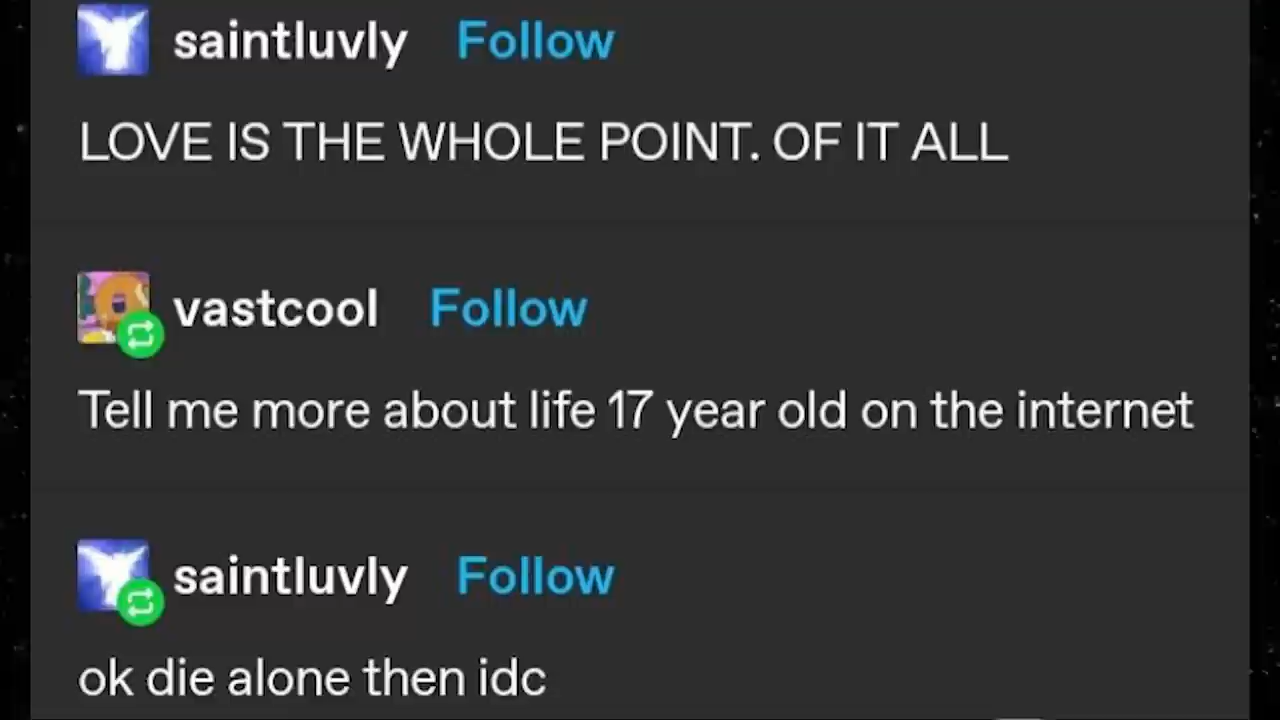 saintluvly Follow
LOVE IS THE WHOLE POINT. OF IT ALL
vastcool Follow
Tell me more about life 17 year old on the internet
saintluvly Follow
ok die alone then idc